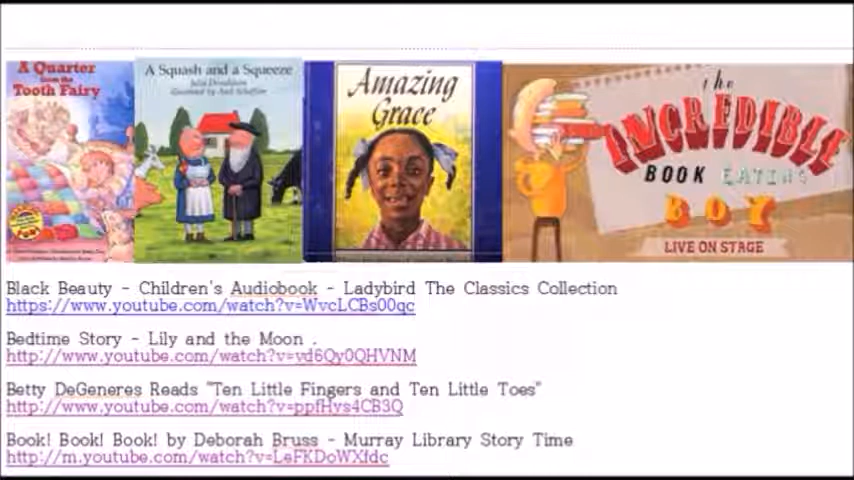 A Quarter
from the
Tooth Fairy
A Squash and a Squeeze
Julia Donaldson
Illustrated by Axel Scheffler
Amazing
Grace
the
INCREDIBLE
BOOK EATING
BOY
LIVE ON STAGE
Black Beauty - Children's Audiobook - Ladybird The Classics Collection
https://www.youtube.com/watch?v=WvcLCBs00qc
Bedtime Story - Lily and the Moon .
http://www.youtube.com/watch?v=vd6Qy0QHVNM
Betty DeGeneres Reads "Ten Little Fingers and Ten Little Toes"
http://www.youtube.com/watch?v=ppfHys4CB3Q
Book! Book! Book! by Deborah Bruss - Murray Library Story Time
http://m.youtube.com/watch?v=LeFKDoWXfdc